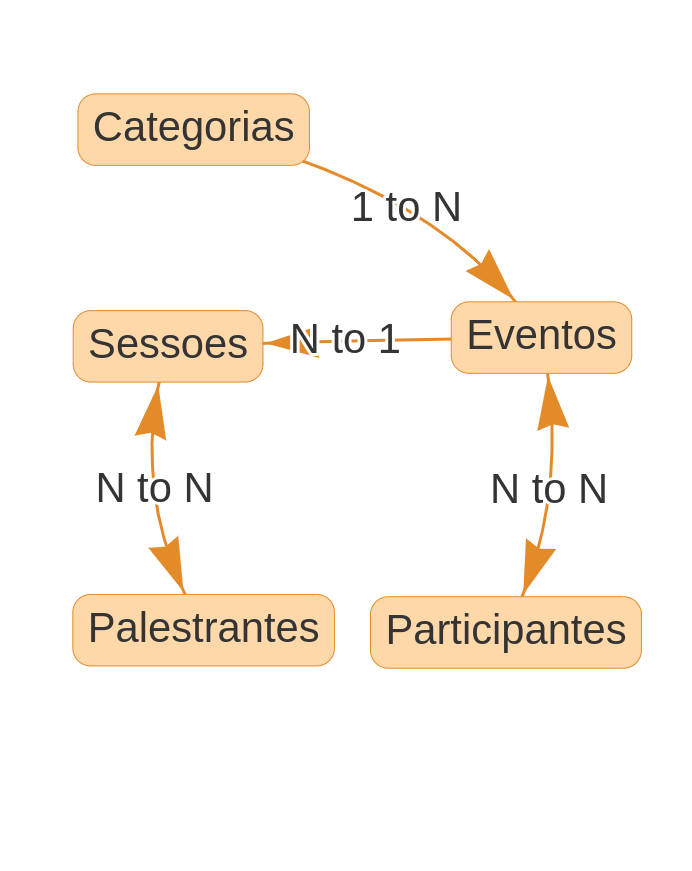 Categorias
1 to N
Sessoes
N to 1
Eventos
N to N
N to N
Palestrantes
Participantes